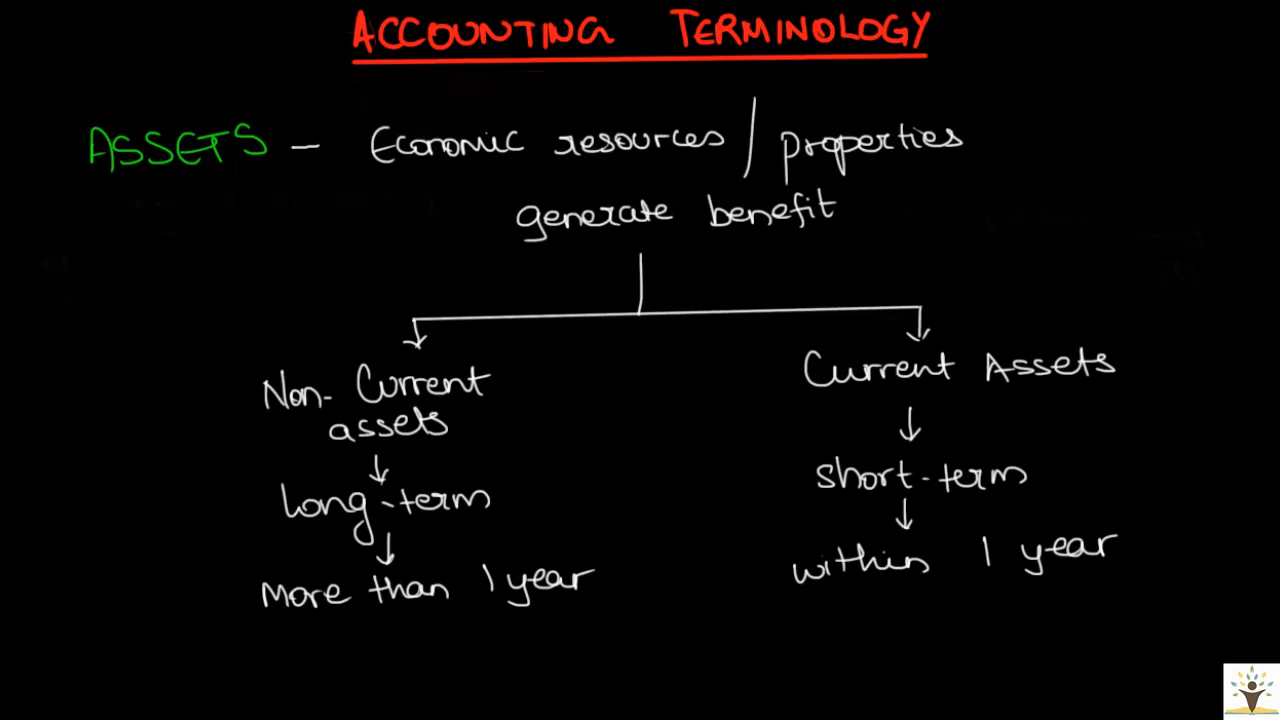 ACCOUNTING TERMINOLOGY
ASSETS - Economic resources / properties
generate benefit
Non-Current
assets
Long-term
More than 1 year
Current Assets
short-term
within 1 year